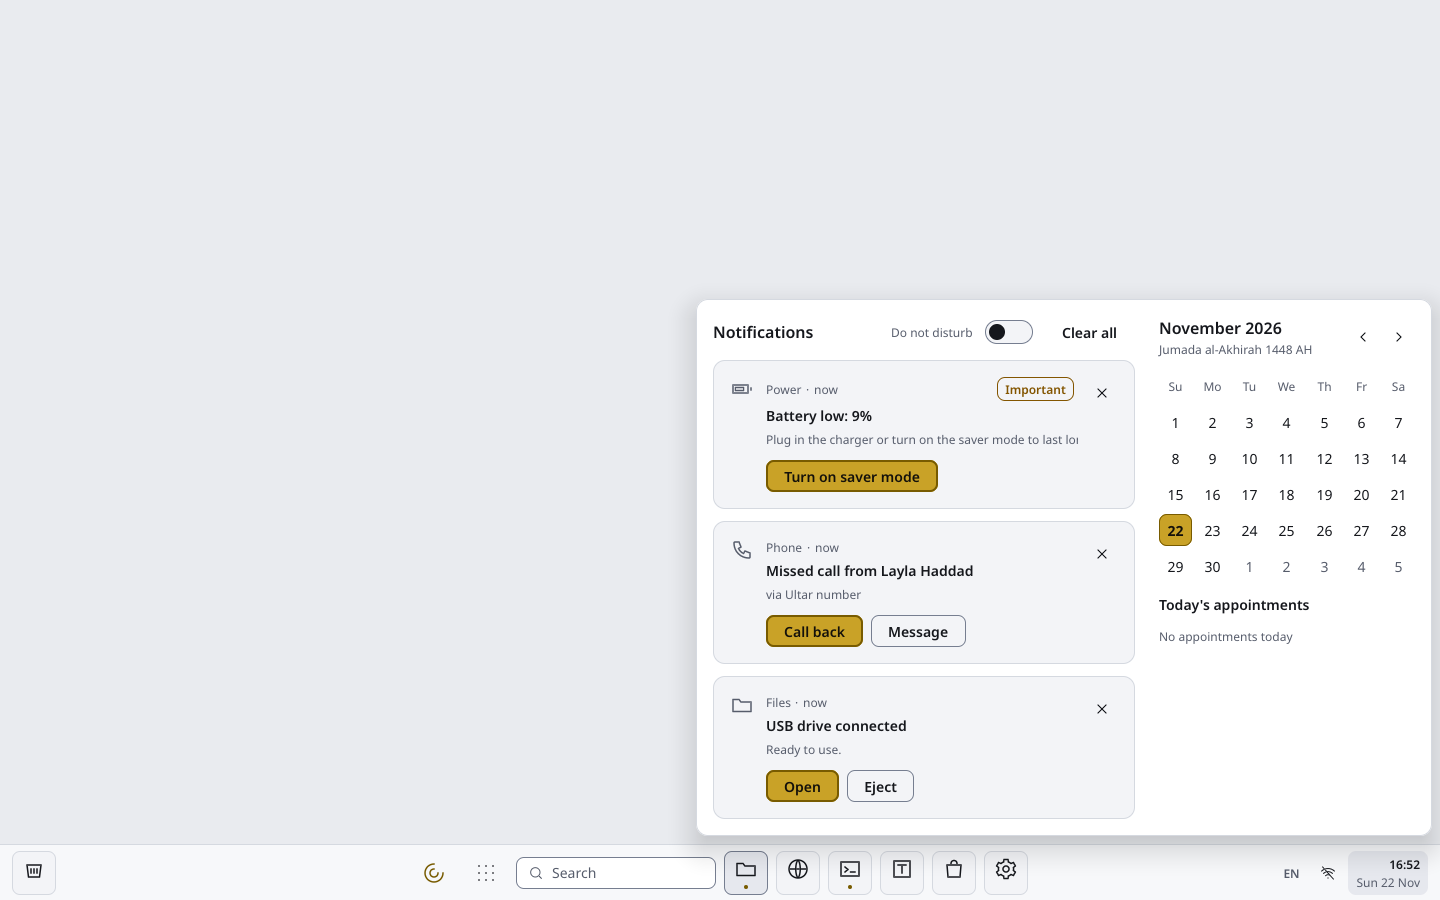 Notifications
Do not disturb
Clear all
Power · now
Important
Battery low: 9%
Plug in the charger or turn on the saver mode to last
Turn on saver mode
Phone · now
Missed call from Layla Haddad
via Ultar number
Call back
Message
Files · now
USB drive connected
Ready to use.
Open
Eject
November 2026
Jumada al-Akhirah 1448 AH
Su Mo Tu We Th Fr Sa
1 2 3 4 5 6 7
8 9 10 11 12 13 14
15 16 17 18 19 20 21
22 23 24 25 26 27 28
29 30 1 2 3 4 5
Today's appointments
No appointments today
Search
EN
16:52
Sun 22 Nov